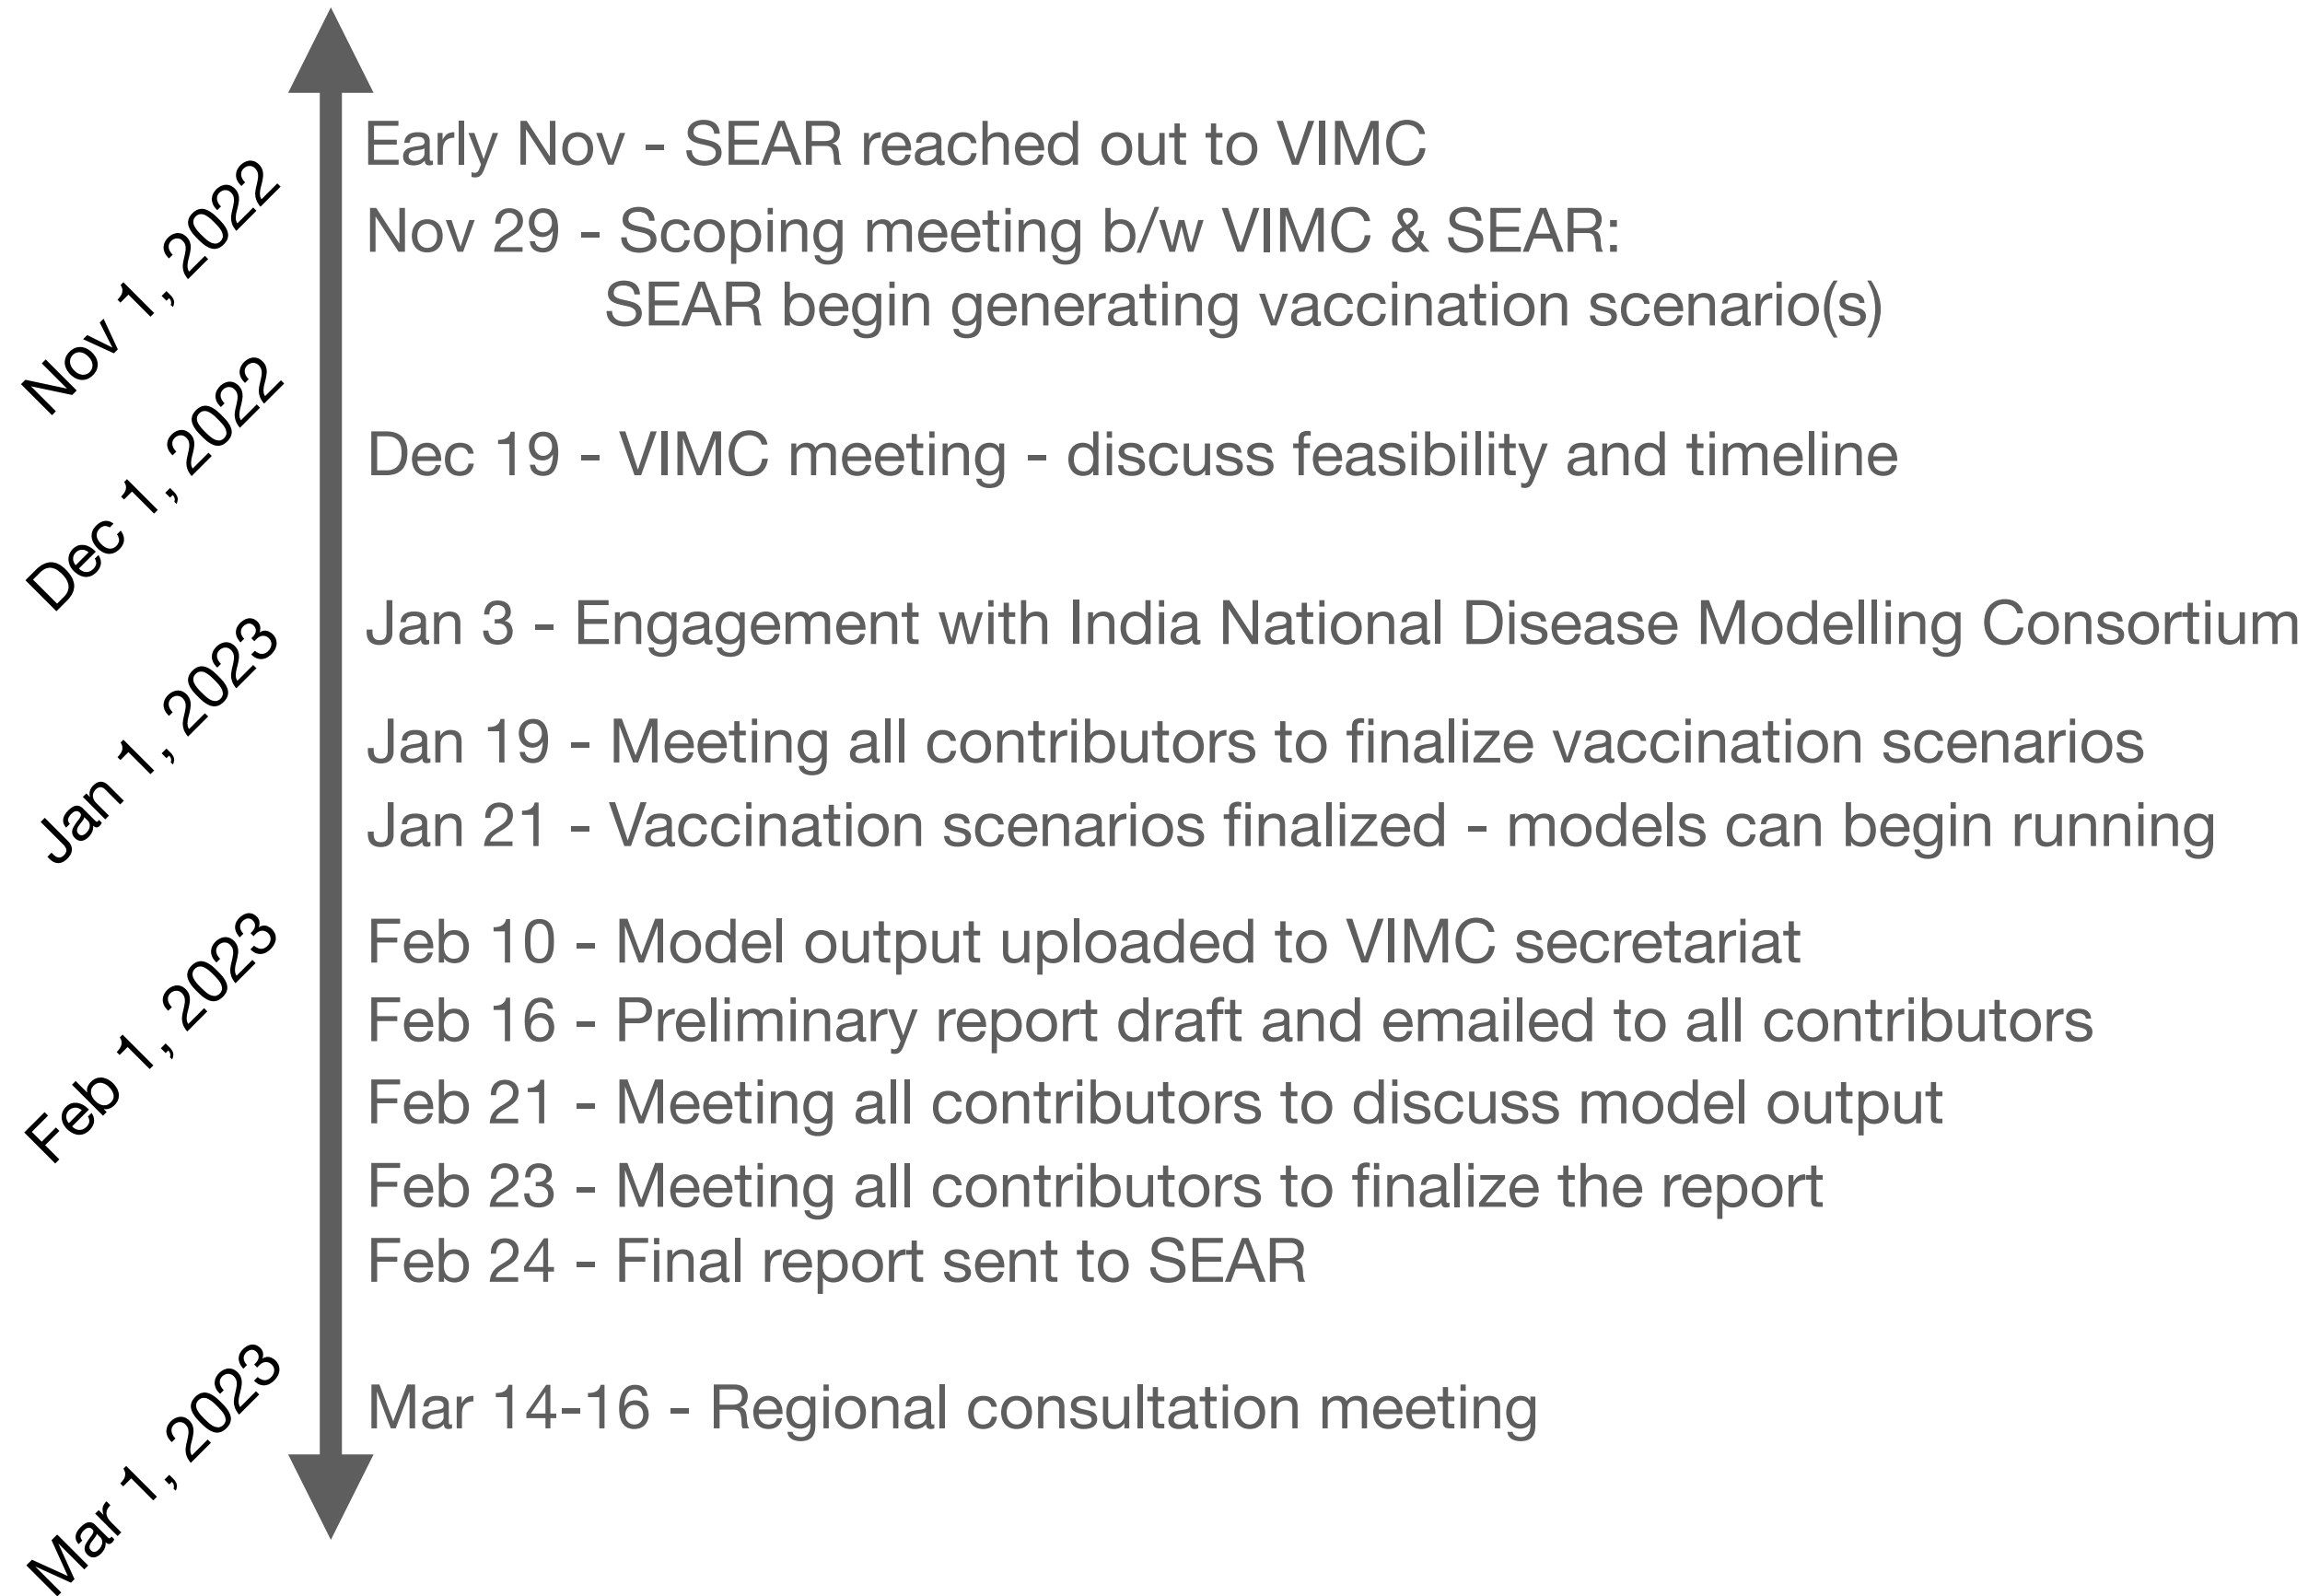 Nov 1, 2022
Early Nov - SEAR reached out to VIMC
Nov 29 - Scoping meeting b/w VIMC & SEAR:
SEAR begin generating vaccination scenario(s)
Dec 1, 2022
Dec 19 - VIMC meeting - discuss feasibility and timeline
Jan 1, 2023
Jan 3 - Engagement with India National Disease Modelling Consortium
Jan 19 - Meeting all contributors to finalize vaccination scenarios
Jan 21 - Vaccination scenarios finalized - models can begin running
Feb 1, 2023
Feb 10 - Model output uploaded to VIMC secretariat
Feb 16 - Preliminary report draft and emailed to all contributors
Feb 21 - Meeting all contributors to discuss model output
Feb 23 - Meeting all contributors to finalize the report
Feb 24 - Final report sent to SEAR
Mar 1, 2023
Mar 14-16 - Regional consultation meeting